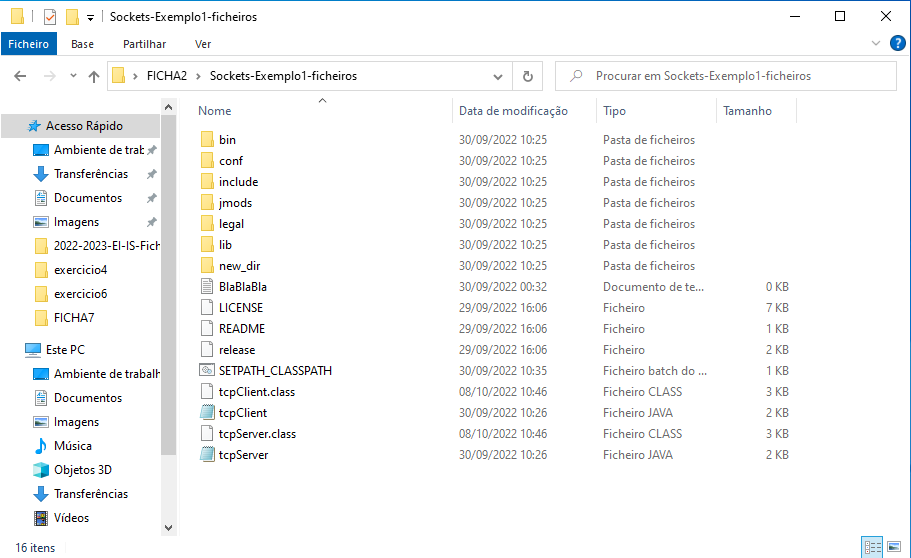 Sockets-Exemplo1-ficheiros
Ficheiro Base Partilhar Ver
FICHA2 › Sockets-Exemplo1-ficheiros
Procurar em Sockets-Exemplo1-ficheiros
Acesso Rápido
Ambiente de trab
Transferências
Documentos
Imagens
2022-2023-EI-IS-Fich
exercicio4
exercicio6
FICHA7
Este PC
Ambiente de trabalh
Documentos
Imagens
Música
Objetos 3D
Transferências
Vídeos
Nome Data de modificação Tipo Tamanho
bin 30/09/2022 10:25 Pasta de ficheiros
conf 30/09/2022 10:25 Pasta de ficheiros
include 30/09/2022 10:25 Pasta de ficheiros
jmods 30/09/2022 10:25 Pasta de ficheiros
legal 30/09/2022 10:25 Pasta de ficheiros
lib 30/09/2022 10:25 Pasta de ficheiros
new_dir 30/09/2022 10:25 Pasta de ficheiros
BlaBlaBla 30/09/2022 00:32 Documento de te... 0 KB
LICENSE 29/09/2022 16:06 Ficheiro 7 KB
README 29/09/2022 16:06 Ficheiro 1 KB
release 29/09/2022 16:06 Ficheiro 2 KB
SETPATH_CLASSPATH 30/09/2022 10:35 Ficheiro batch do ... 1 KB
tcpClient.class 08/10/2022 10:46 Ficheiro CLASS 3 KB
tcpClient 30/09/2022 10:26 Ficheiro JAVA 2 KB
tcpServer.class 08/10/2022 10:46 Ficheiro CLASS 3 KB
tcpServer 30/09/2022 10:26 Ficheiro JAVA 2 KB
16 itens